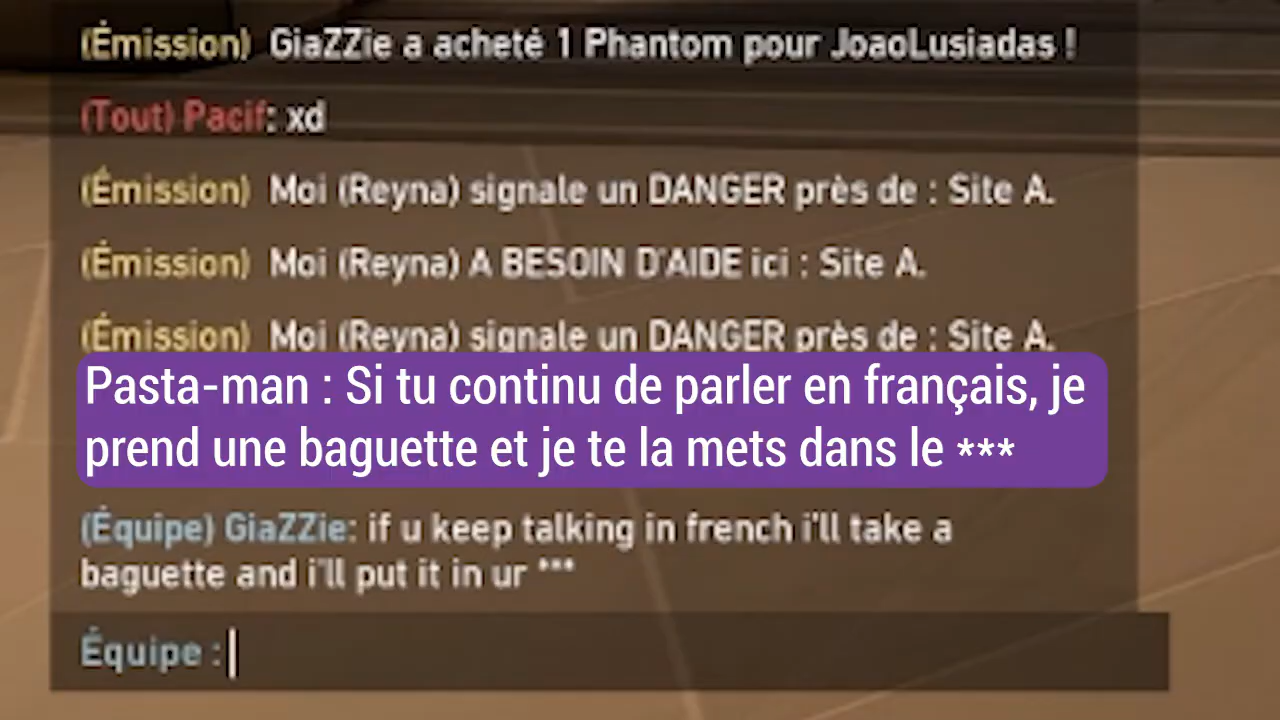 (Émission) GiaZZie a acheté 1 Phantom pour JoaoLusiadas !
(Tout) Pacif: xd
(Émission) Moi (Reyna) signale un DANGER près de : Site A.
(Émission) Moi (Reyna) A BESOIN D'AIDE ici : Site A.
(Émission) Moi (Reyna) signale un DANGER près de : Site A.
Pasta-man : Si tu continu de parler en français, je
prend une baguette et je te la mets dans le ***
(Équipe) GiaZZie: if u keep talking in french i'll take a
baguette and i'll put it in ur ***
Équipe :